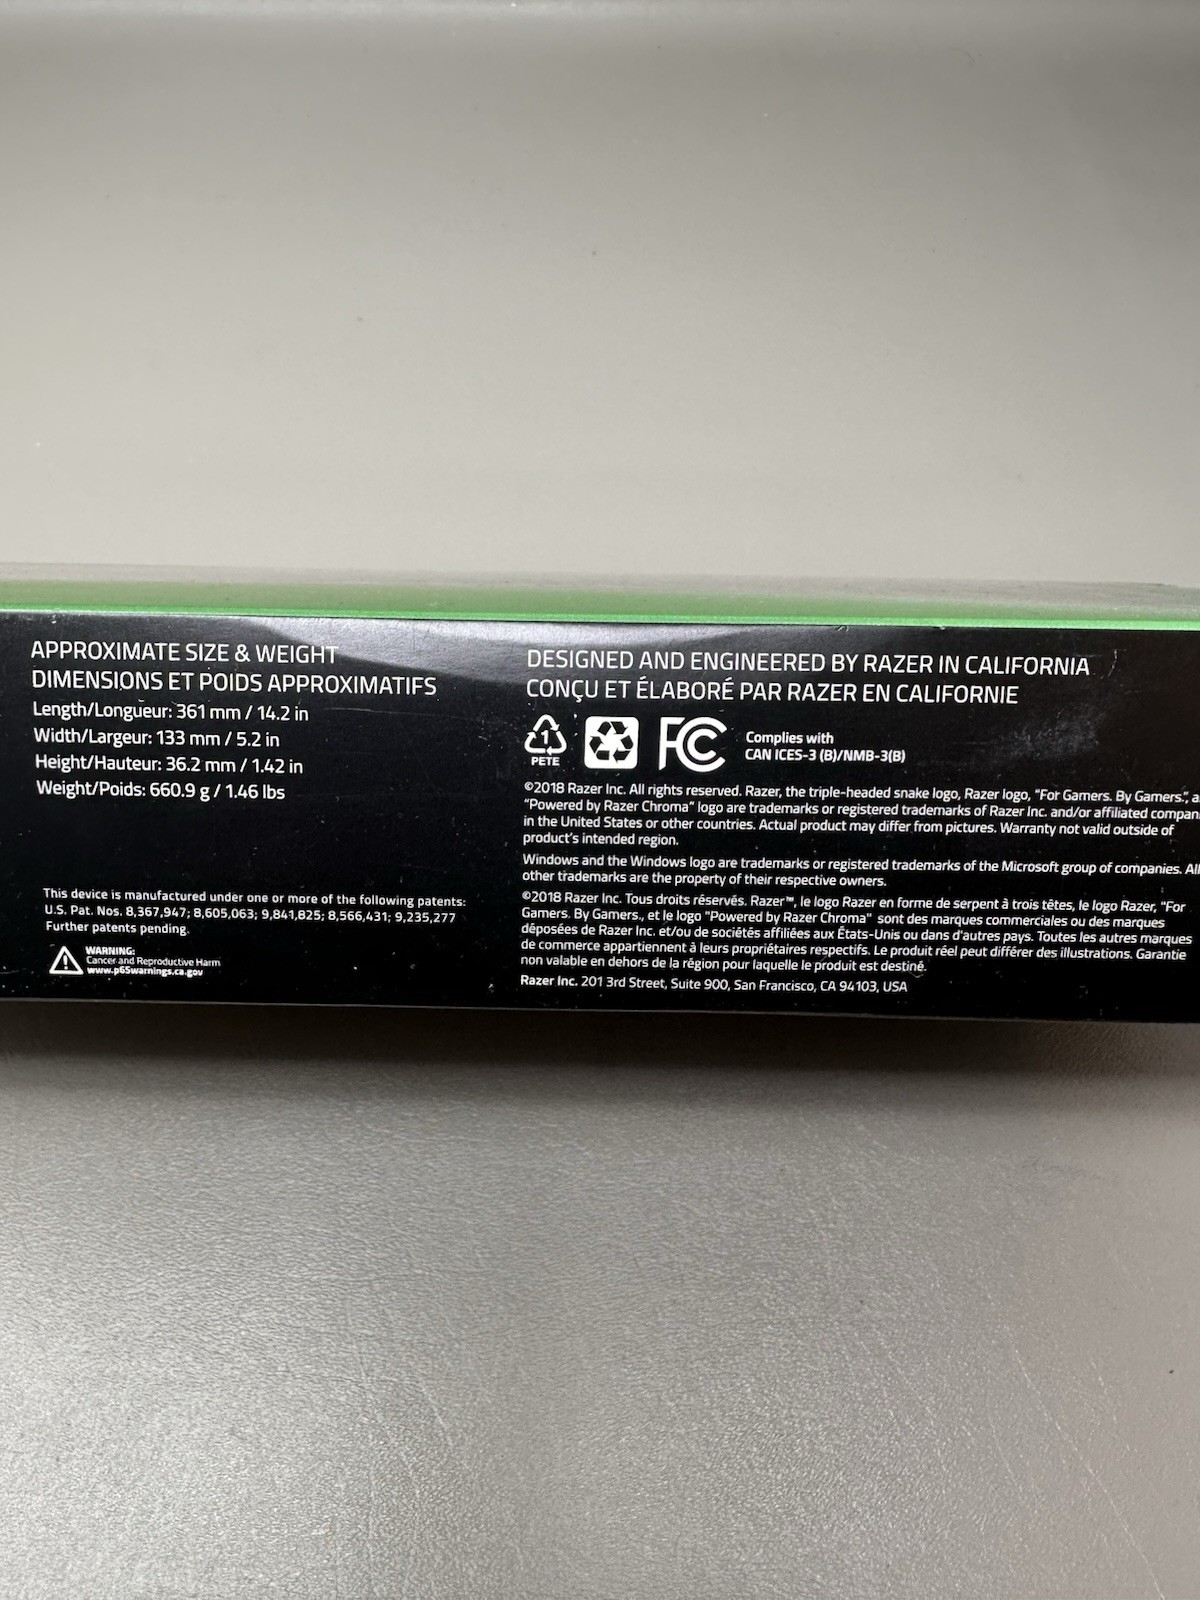 APPROXIMATE SIZE & WEIGHT
DIMENSIONS ET POIDS APPROXIMATIFS
Length/Longueur: 361 mm / 14.2 in
Width/Largeur: 133 mm / 5.2 in
Height/Hauteur: 36.2 mm / 1.42 in
Weight/Poids: 660.9 g / 1.46 lbs
This device is manufactured under one or more of the following patents:
U.S. Pat. Nos. 8,367,947; 8,605,063; 9,841,825; 8,566,431; 9,235,277
Further patents pending.
WARNING:
Cancer and Reproductive Harm
www.p65warnings.ca.gov
DESIGNED AND ENGINEERED BY RAZER IN CALIFORNIA
CONÇU ET ÉLABORÉ PAR RAZER EN CALIFORNIE
1
PETE
FC
Complies with
CAN ICES-3 (B)/NMB-3(B)
©2018 Razer Inc. All rights reserved. Razer, the triple-headed snake logo, Razer logo, "For Gamers. By Gamers.",
"Powered by Razer Chroma" logo are trademarks or registered trademarks of Razer Inc. and/or affiliated
in the United States or other countries. Actual product may differ from pictures. Warranty not valid outside of
product's intended region.
Windows and the Windows logo are trademarks or registered trademarks of the Microsoft group of companies. All
other trademarks are the property of their respective owners.
©2018 Razer Inc. Tous droits réservés. Razer™, le logo Razer en forme de serpent à trois têtes, le logo Razer, "For
Gamers. By Gamers., et le logo "Powered by Razer Chroma" sont des marques commerciales ou des marques
déposées de Razer Inc. et/ou de sociétés affiliées aux États-Unis ou dans d'autres pays. Toutes les autres marques
de commerce appartiennent à leurs propriétaires respectifs. Le produit réel peut différer des illustrations. Garantie
non valable en dehors de la région pour laquelle le produit est destiné.
Razer Inc. 201 3rd Street, Suite 900, San Francisco, CA 94103, USA